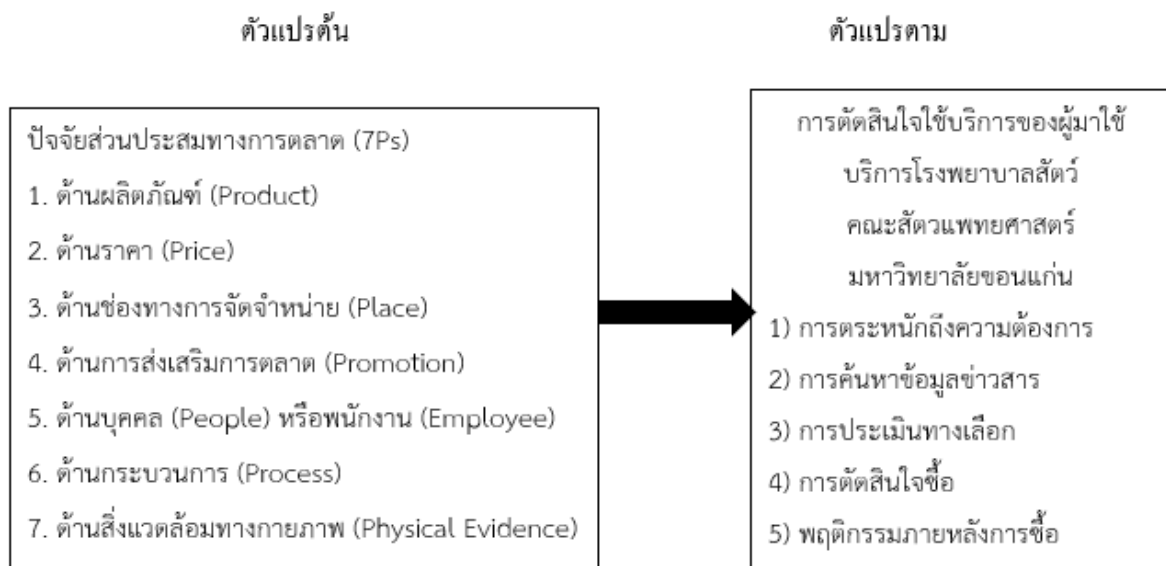 ตัวแปรต้น
ตัวแปรตาม
ปัจจัยส่วนประสมทางการตลาด (7Ps)
1. ด้านผลิตภัณฑ์ (Product)
2. ด้านราคา (Price)
3. ด้านช่องทางการจัดจำหน่าย (Place)
4. ด้านการส่งเสริมการตลาด (Promotion)
5. ด้านบุคคล (People) หรือพนักงาน (Employee)
6. ด้านกระบวนการ (Process)
7. ด้านสิ่งแวดล้อมทางกายภาพ (Physical Evidence)
การตัดสินใจใช้บริการของผู้มาใช้
บริการโรงพยาบาลสัตว์
คณะสัตวแพทยศาสตร์
มหาวิทยาลัยขอนแก่น
1) การตระหนักถึงความต้องการ
2) การค้นหาข้อมูลข่าวสาร
3) การประเมินทางเลือก
4) การตัดสินใจซื้อ
5) พฤติกรรมภายหลังการซื้อ